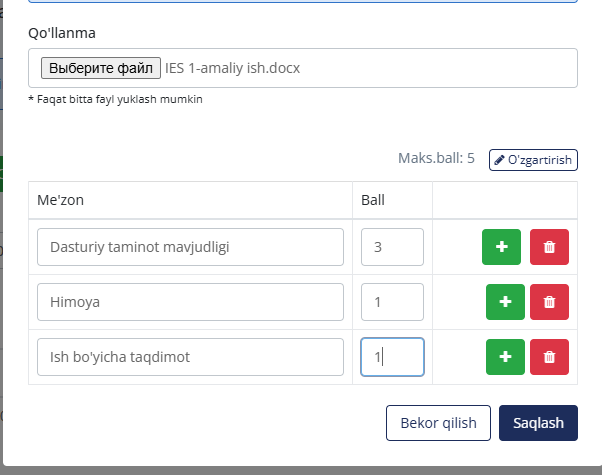 Qo'llanma
Выберите файл IES 1-amaliy ish.docx
* Faqat bitta fayl yuklash mumkin
Maks.ball: 5 O'zgartirish
Me'zon Ball
Dasturiy taminot mavjudligi 3
Himoya 1
Ish bo'yicha taqdimot 1
Bekor qilish Saqlash